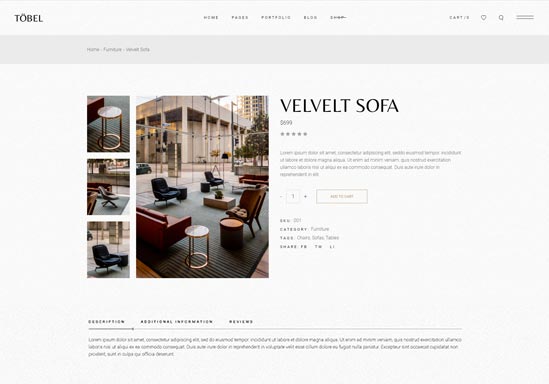 TÖBEL
HOME PAGES PORTFOLIO BLOG SHOP
CART /0
Home - Furniture - Velvelt Sofa
VELVELT SOFA
$699
Lorem ipsum dolor sit amet, consectetur adipiscing elit, sed do eiusmod tempor incididunt
ut labore et dolore magna aliqua. Ut enim ad minim veniam, quis nostrud exercitation
ullamco laboris nisi ut aliquip ex ea commodo consequat. Duis aute irure dolor in
reprehenderit in elit.
- 1 +
ADD TO CART
SKU: 001
CATEGORY: Furniture
TAGS: Chairs, Sofas, Tables
SHARE: FB TW LI
DESCRIPTION ADDITIONAL INFORMATION REVIEWS
Lorem ipsum dolor sit amet, consectetur adipiscing elit, sed do eiusmod tempor incididunt ut labore et dolore magna aliqua. Ut enim ad minim veniam, quis nostrud exercitation ullamco laboris nisi ut
aliquip ex ea commodo consequat. Duis aute irure dolor in reprehenderit in voluptate velit esse cillum dolore eu fugiat nulla pariatur. Excepteur sint occaecat cupidatat non
proident, sunt in culpa qui officia deserunt.